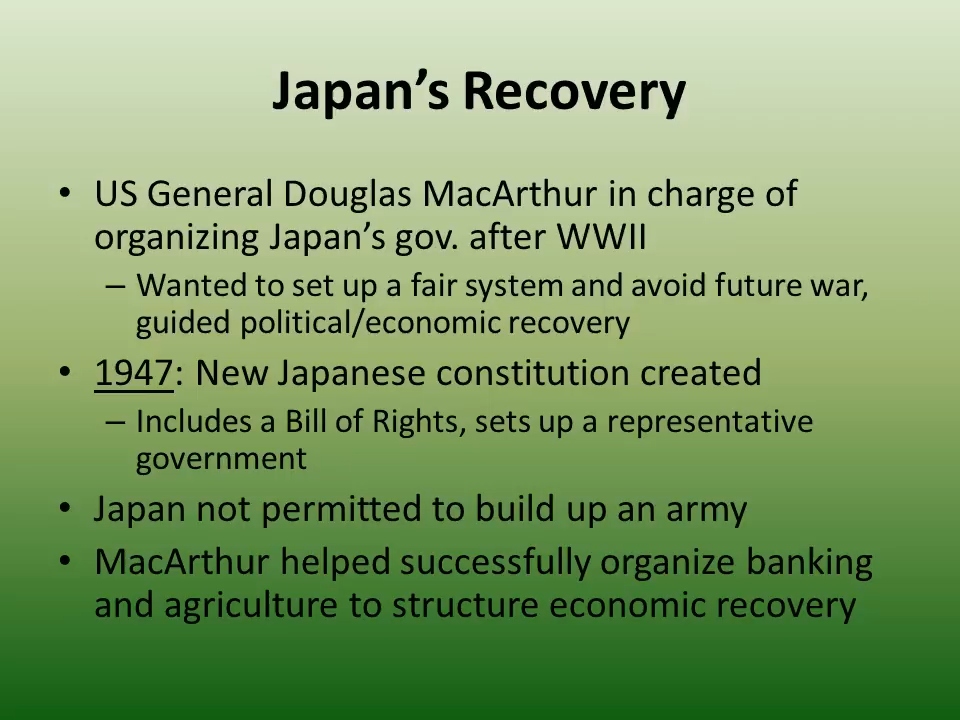 Japan’s Recovery
• US General Douglas MacArthur in charge of
organizing Japan’s gov. after WWII
– Wanted to set up a fair system and avoid future war,
guided political/economic recovery
• 1947: New Japanese constitution created
– Includes a Bill of Rights, sets up a representative
government
• Japan not permitted to build up an army
• MacArthur helped successfully organize banking
and agriculture to structure economic recovery